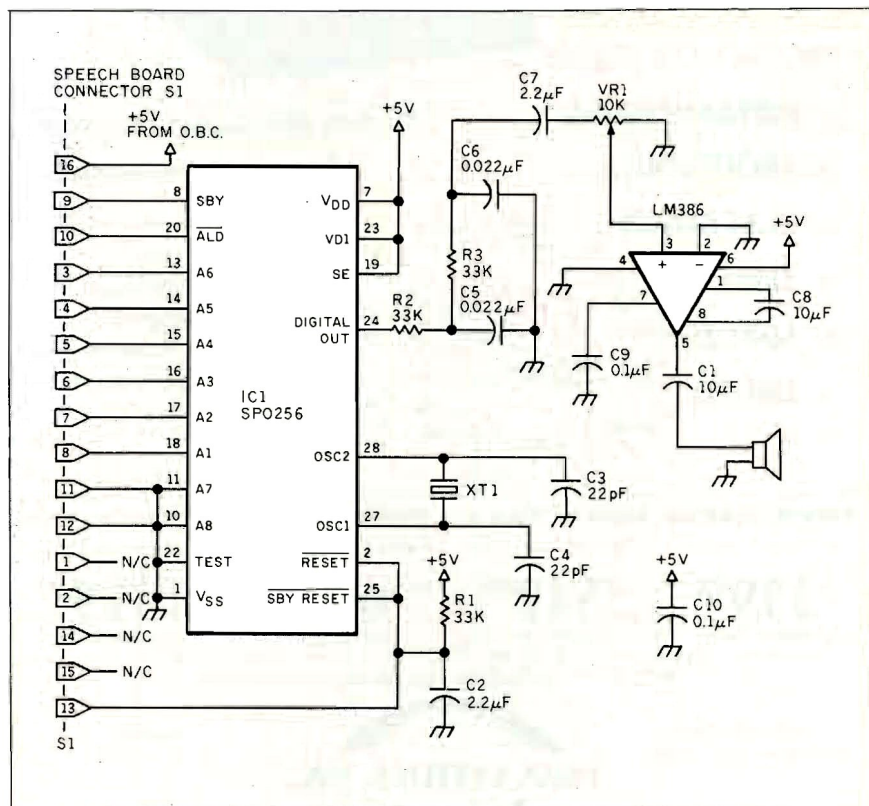 SPEECH BOARD
CONNECTOR S1
+5V
FROM O.B.C.
16
9
10
3
4
5
6
7
8
11
12
1
2
14
15
13
S1
N/C
N/C
N/C
N/C
8 SBY
20 ALD
13 A6
14 A5
15 A4
16 A3
17 A2
18 A1
11 A7
10 A8
22 TEST
1 VSS
IC1
SPO256
VDD 7
VD1 23
SE 19
DIGITAL
OUT
24
OSC2 28
OSC1 27
RESET 2
SBY RESET 25
+5V
R2
33K
R3
33K
C5
0.022µF
C6
0.022µF
C7
2.2µF
VR1
10K
LM386
+5V
3
2
+
−
4
6
7
1
8
5
C8
10µF
C9
0.1µF
C1
10µF
XT1
C3
22pF
C4
22pF
+5V
R1
33K
C2
2.2µF
+5V
C10
0.1µF